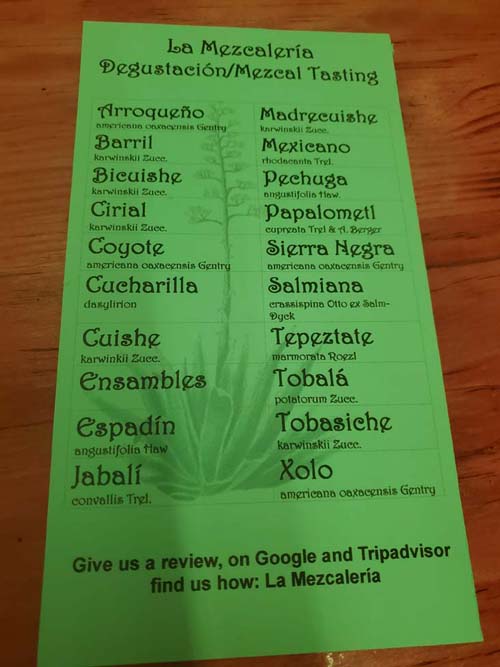 La Mezcalería
Degustación/Mezcal Tasting
Arroqueño
americana oaxacensis Gentry
Barril
karwinskii Zucc.
Bicuishe
karwinskii Zucc.
Cirial
karwinskii Zucc.
Coyote
americana oaxacensis Gentry
Cucharilla
dasylirion
Cuishe
karwinkii Zucc.
Ensambles
Espadín
angustifolia Haw
Jabalí
convallis Trel.
Madrecuishe
karwinskii Zucc.
Mexicano
rhodacanta Trel.
Pechuga
angustifolia Haw.
Papalometl
cupreata Trel & A. Berger
Sierra Negra
americana oaxacensis Gentry
Salmiana
crassispina Otto ex Salm-
Dyck
Tepeztate
marmorata Roezl
Tobalá
potatorum Zucc.
Tobasiche
karwinskii Zucc.
Xolo
americana oaxacensis Gentry
Give us a review, on Google and Tripadvisor
find us how: La Mezcalería